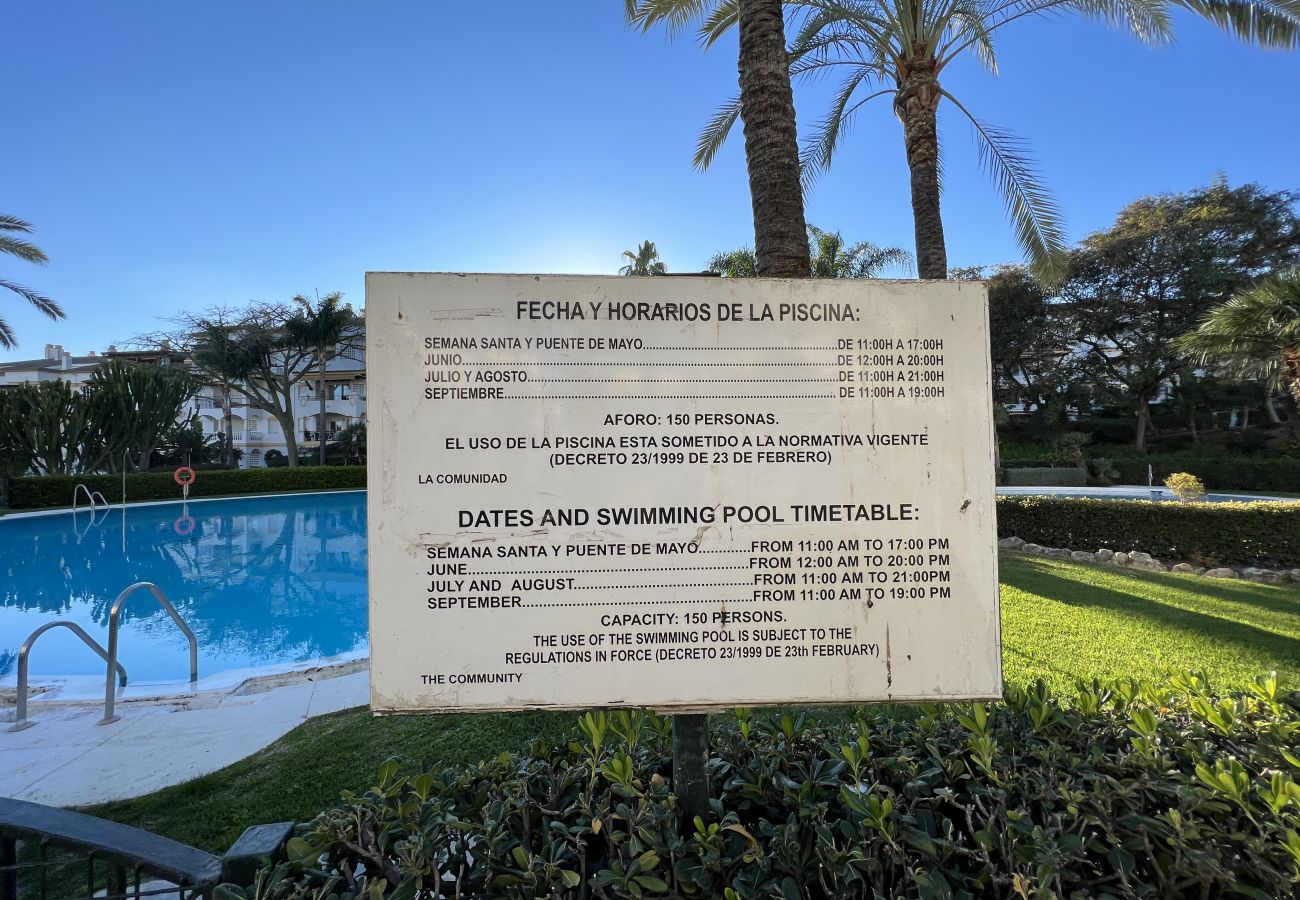 FECHA Y HORARIOS DE LA PISCINA:
SEMANA SANTA Y PUENTE DE MAYO........................................................DE 11:00H A 17:00H
JUNIO................................................................................................................DE 12:00H A 20:00H
JULIO Y AGOSTO..............................................................................................DE 11:00H A 21:00H
SEPTIEMBRE.................................................................................................... DE 11:00H A 19:00H
AFORO: 150 PERSONAS.
EL USO DE LA PISCINA ESTA SOMETIDO A LA NORMATIVA VIGENTE
(DECRETO 23/1999 DE 23 DE FEBRERO)
LA COMUNIDAD
DATES AND SWIMMING POOL TIMETABLE:
SEMANA SANTA Y PUENTE DE MAYO............FROM 11:00 AM TO 17:00 PM
JUNE.................................................................FROM 12:00 AM TO 20:00 PM
JULY AND AUGUST.........................................FROM 11:00 AM TO 21:00PM
SEPTEMBER.....................................................FROM 11:00 AM TO 19:00 PM
CAPACITY: 150 PERSONS.
THE USE OF THE SWIMMING POOL IS SUBJECT TO THE
REGULATIONS IN FORCE (DECRETO 23/1999 DE 23th FEBRUARY)
THE COMMUNITY